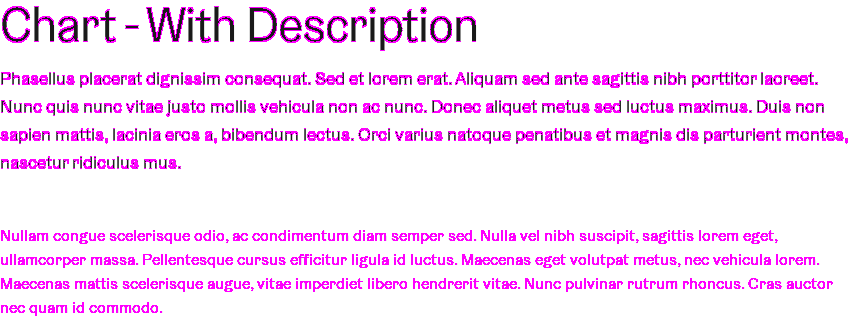 Chart - With Description
Phasellus placerat dignissim consequat. Sed et lorem erat. Aliquam sed ante sagittis nibh porttitor laoreet.
Nunc quis nunc vitae justo mollis vehicula non ac nunc. Donec aliquet metus sed luctus maximus. Duis non
sapien mattis, lacinia eros a, bibendum lectus. Orci varius natoque penatibus et magnis dis parturient montes,
nascetur ridiculus mus.
Nullam congue scelerisque odio, ac condimentum diam semper sed. Nulla vel nibh suscipit, sagittis lorem eget,
ullamcorper massa. Pellentesque cursus efficitur ligula id luctus. Maecenas eget volutpat metus, nec vehicula lorem.
Maecenas mattis scelerisque augue, vitae imperdiet libero hendrerit vitae. Nunc pulvinar rutrum rhoncus. Cras auctor
nec quam id commodo.